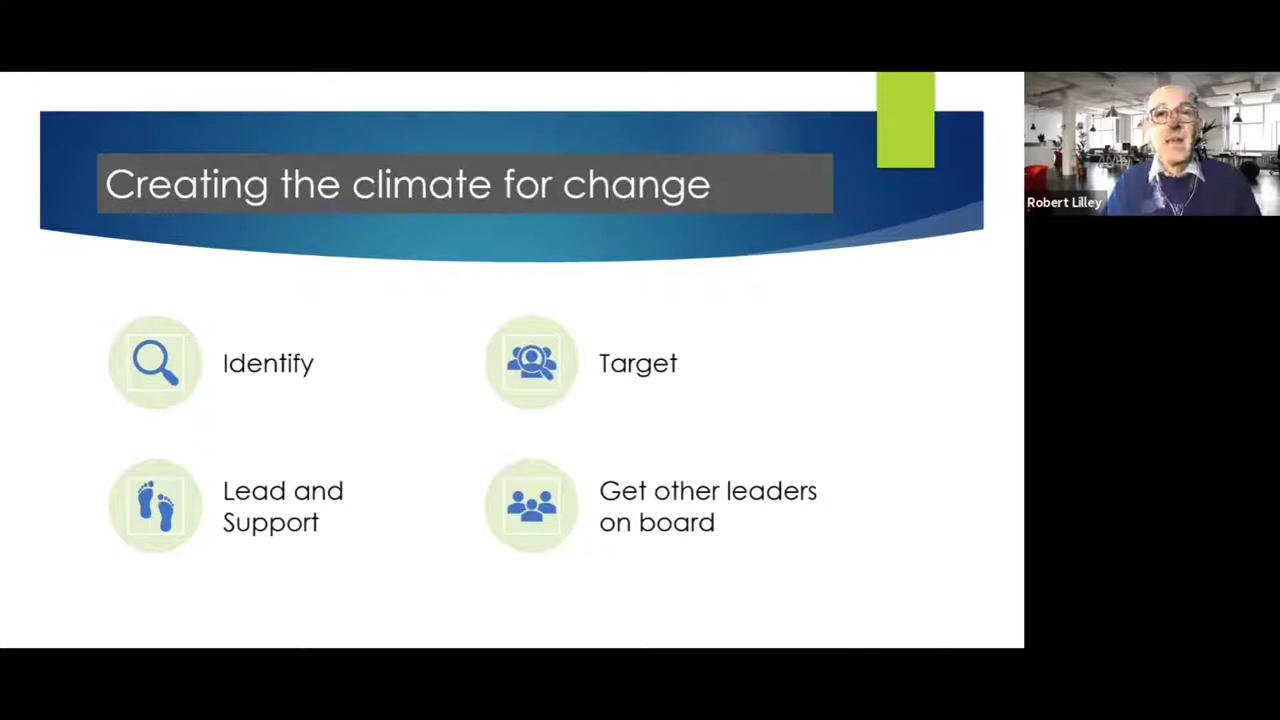 Creating the climate for change
Robert Lilley
Identify
Target
Lead and
Support
Get other leaders
on board